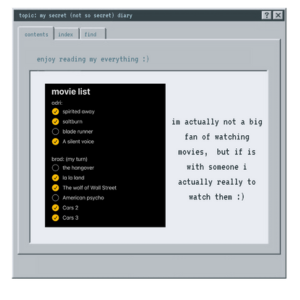 topic: my secret (not so secret) diary
? X
contents index find
enjoy reading my everything :)
movie list
adri:
spirited away
saltburn
blade runner
A silent voice
brad: (my turn)
the hangover
la la land
The wolf of Wall Street
American psycho
Cars 2
Cars 3
im actually not a big
fan of watching
movies, but if is
with someone i
actually really to
watch them :)